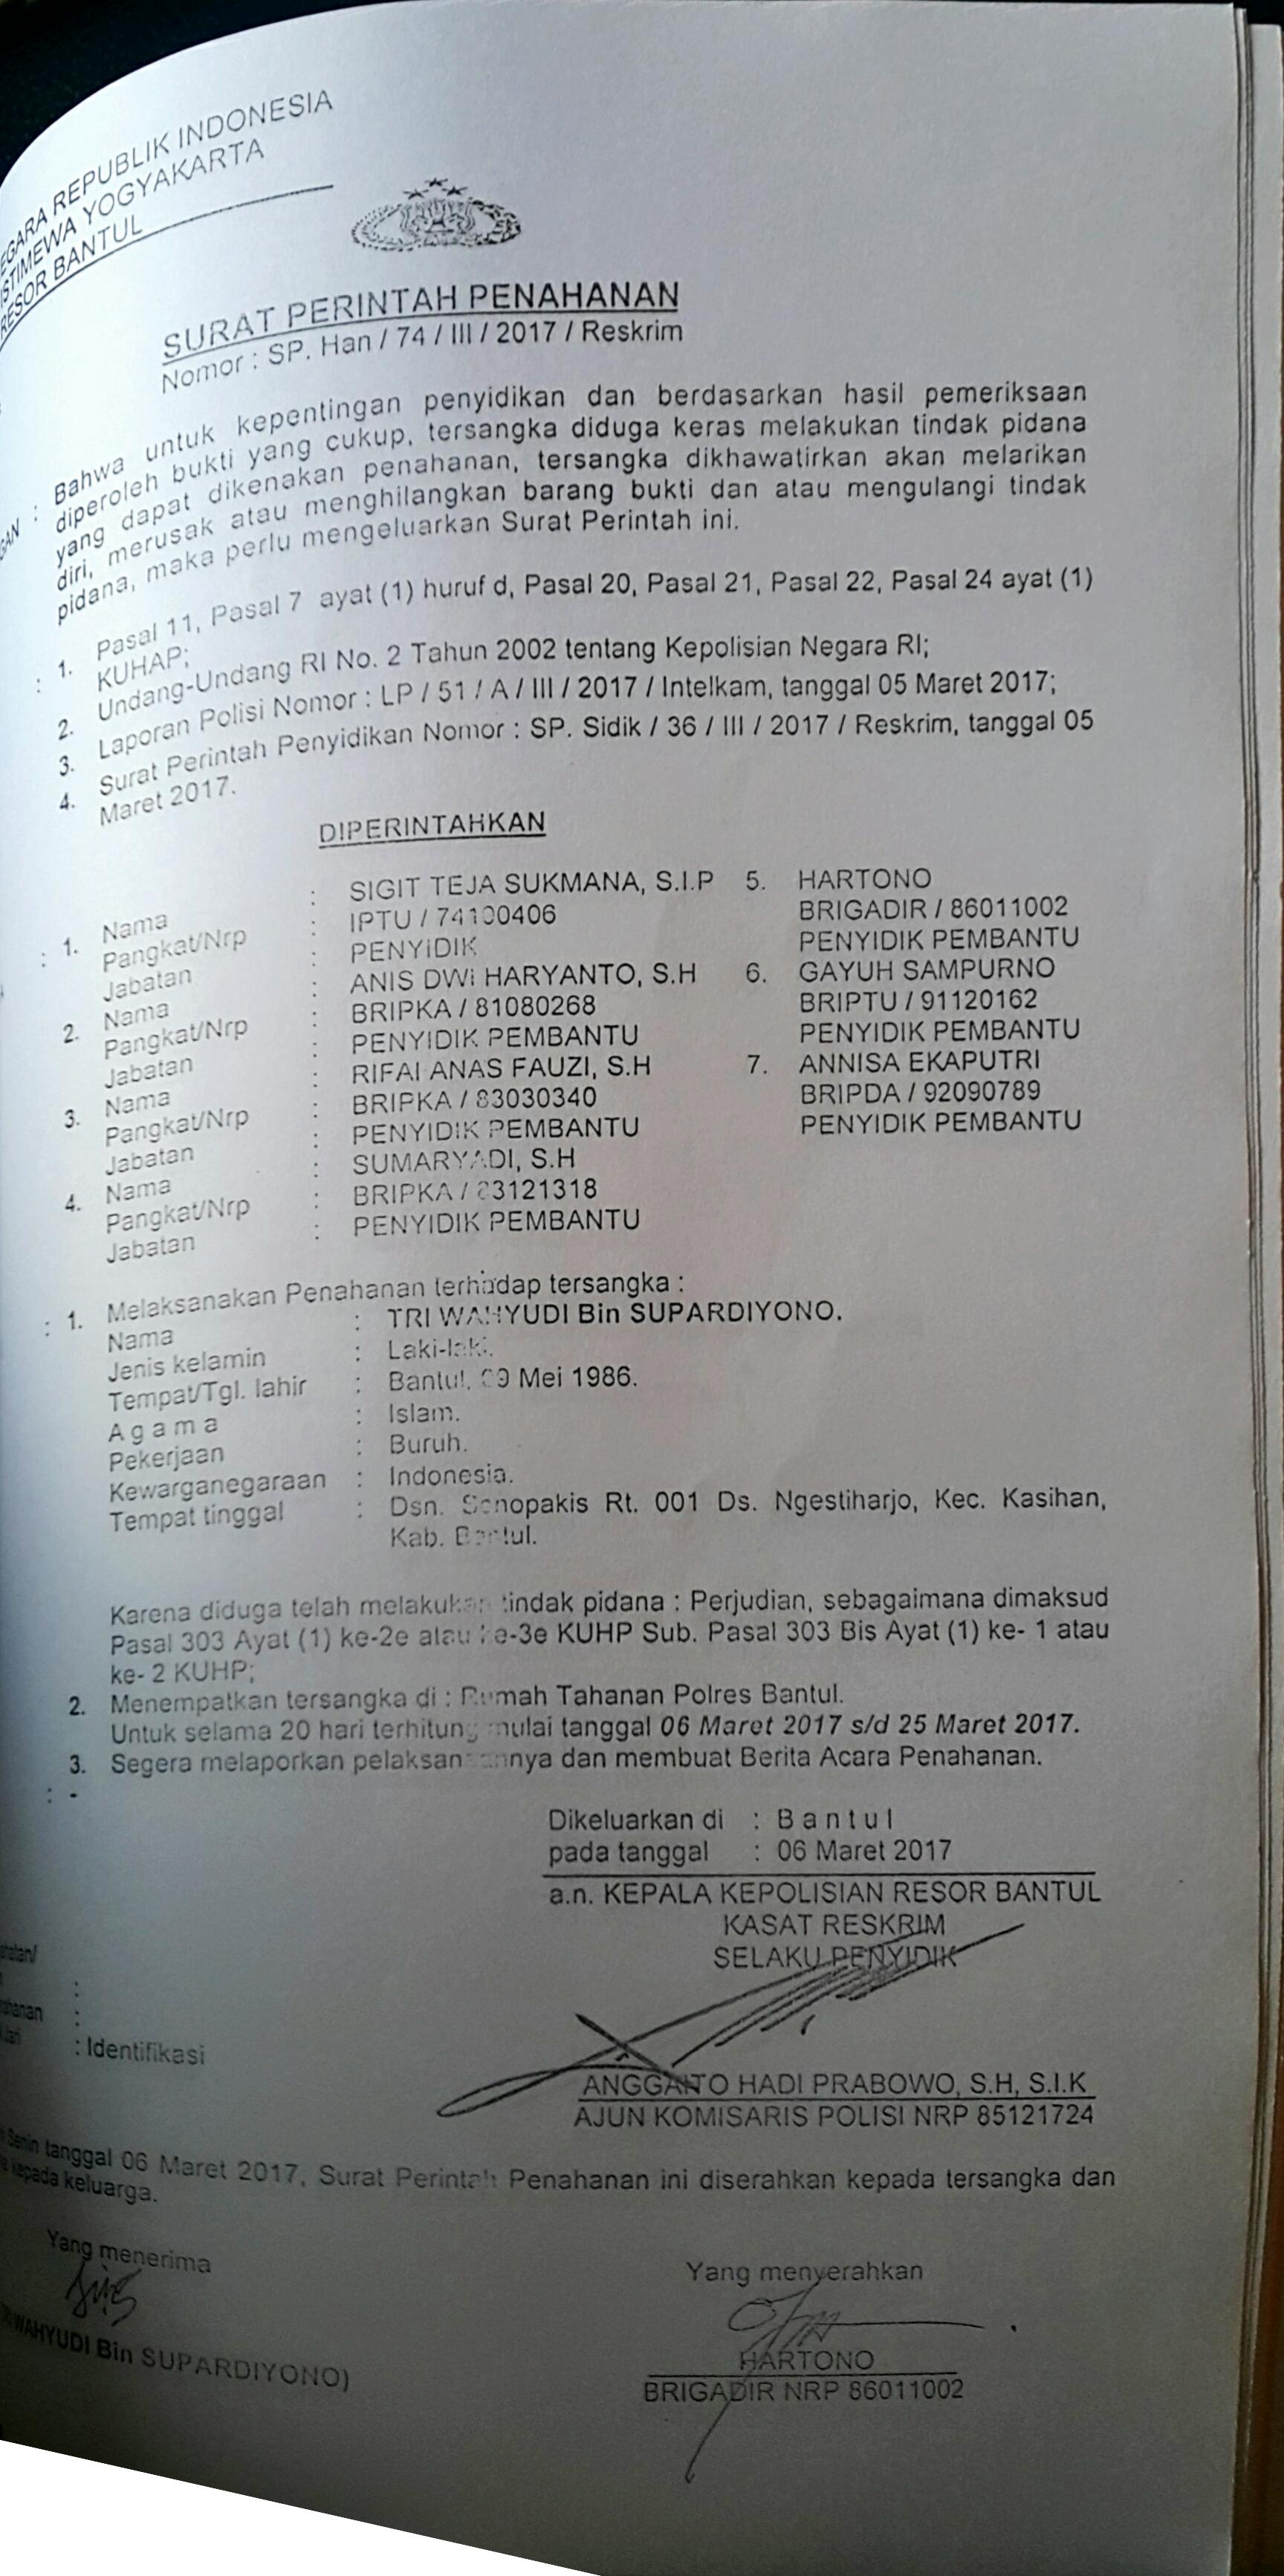 EGARA REPUBLIK INDONESIA
ISTIMEWA YOGYAKARTA
RESOR BANTUL
SURAT PERINTAH PENAHANAN
Nomor : SP. Han / 74 / III / 2017 / Reskrim
: Bahwa untuk kepentingan penyidikan dan berdasarkan hasil pemeriksaan
diperoleh bukti yang cukup, tersangka diduga keras melakukan tindak pidana
yang dapat dikenakan penahanan, tersangka dikhawatirkan akan melarikan
diri, merusak atau menghilangkan barang bukti dan atau mengulangi tindak
pidana, maka perlu mengeluarkan Surat Perintah ini.
: 1. Pasal 11, Pasal 7 ayat (1) huruf d, Pasal 20, Pasal 21, Pasal 22, Pasal 24 ayat (1)
KUHAP;
2. Undang-Undang RI No. 2 Tahun 2002 tentang Kepolisian Negara RI;
3. Laporan Polisi Nomor : LP / 51 / A / III / 2017 / Intelkam, tanggal 05 Maret 2017;
4. Surat Perintah Penyidikan Nomor : SP. Sidik / 36 / III / 2017 / Reskrim, tanggal 05
Maret 2017.
DIPERINTAHKAN
: 1. Nama : SIGIT TEJA SUKMANA, S.I.P 5. HARTONO
Pangkat/Nrp : IPTU / BRIGADIR / 86011002
Jabatan : PENYIDIK PENYIDIK PEMBANTU
2. Nama : ANIS DWI HARYANTO, S.H 6. GAYUH SAMPURNO
Pangkat/Nrp : BRIPKA / 81080268 BRIPTU / 91120162
Jabatan : PENYIDIK PEMBANTU PENYIDIK PEMBANTU
3. Nama : RIFAI ANAS FAUZI, S.H 7. ANNISA EKAPUTRI
Pangkat/Nrp : BRIPKA / 83030340 BRIPDA / 92090789
Jabatan : PENYIDIK PEMBANTU PENYIDIK PEMBANTU
4. Nama : SUMARYADI, S.H
Pangkat/Nrp : BRIPKA /
Jabatan : PENYIDIK PEMBANTU
: 1. Melaksanakan Penahanan terhadap tersangka :
Nama : TRI WAHYUDI Bin SUPARDIYONO.
Jenis kelamin : Laki-laki.
Tempat/Tgl. lahir : Bantul, Mei 1986.
A g a m a : Islam.
Pekerjaan : Buruh.
Kewarganegaraan : Indonesia.
Tempat tinggal : Dsn. Sonopakis Rt. 001 Ds. Ngestiharjo, Kec. Kasihan,
Kab. Bantul.
Karena diduga telah melakukan tindak pidana : Perjudian, sebagaimana dimaksud
Pasal 303 Ayat (1) ke-2e atau ke-3e KUHP Sub. Pasal 303 Bis Ayat (1) ke- 1 atau
ke- 2 KUHP;
2. Menempatkan tersangka di : Rumah Tahanan Polres Bantul.
Untuk selama 20 hari terhitung mulai tanggal 06 Maret 2017 s/d 25 Maret 2017.
3. Segera melaporkan pelaksanaannya dan membuat Berita Acara Penahanan.
: -
Dikeluarkan di : B a n t u l
pada tanggal : 06 Maret 2017
a.n. KEPALA KEPOLISIAN RESOR BANTUL
KASAT RESKRIM
SELAKU PENYIDIK
:
:
: Identifikasi
ANGGAITO HADI PRABOWO, S.H, S.I.K
AJUN KOMISARIS POLISI NRP 85121724
Senin tanggal 06 Maret 2017, Surat Perintah Penahanan ini diserahkan kepada tersangka dan
kepada keluarga.
Yang menerima
Yang menyerahkan
WAHYUDI Bin SUPARDIYONO)
HARTONO
BRIGADIR NRP 86011002